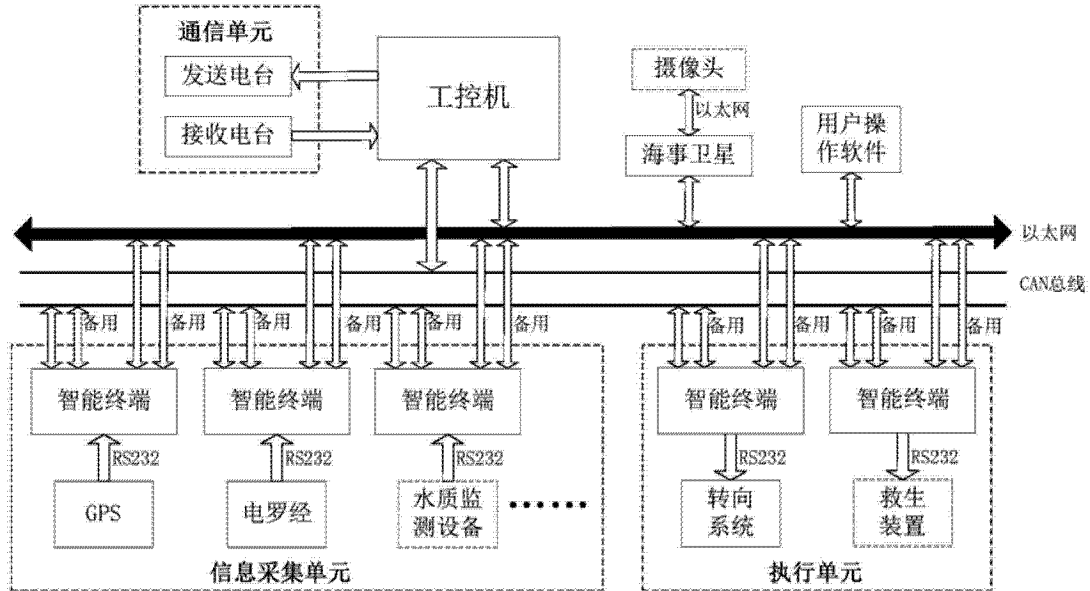 通信单元
发送电台
接收电台
工控机
摄像头
以太网
海事卫星
用户操
作软件
以太网
CAN总线
备用
备用
备用
备用
备用
备用
备用
备用
备用
备用
智能终端
智能终端
智能终端
智能终端
智能终端
RS232
RS232
RS232
RS232
RS232
GPS
电罗经
水质监
测设备
······
转向
系统
救生
装置
信息采集单元
执行单元